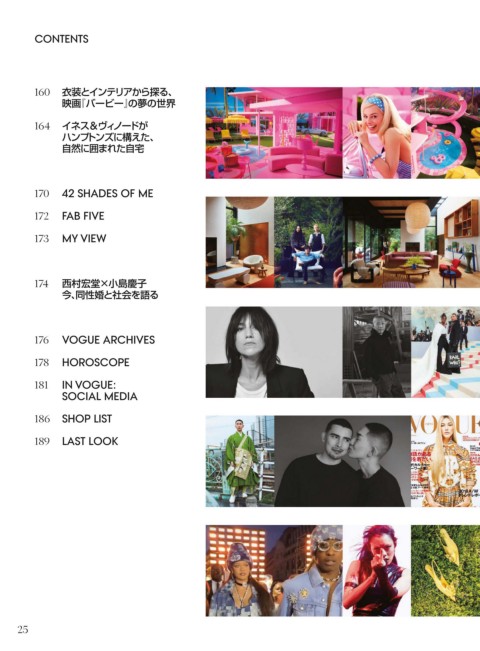 CONTENTS
160 衣装とインテリアから探る、
映画『バービー』の夢の世界
164 イネス&ヴィノードが
ハンプトンズに構えた、
自然に囲まれた自宅
170 42 SHADES OF ME
172 FAB FIVE
173 MY VIEW
174 西村宏堂×小島慶子
今、同性婚と社会を語る
176 VOGUE ARCHIVES
178 HOROSCOPE
181 IN VOGUE:
SOCIAL MEDIA
186 SHOP LIST
189 LAST LOOK
VOGUE
25